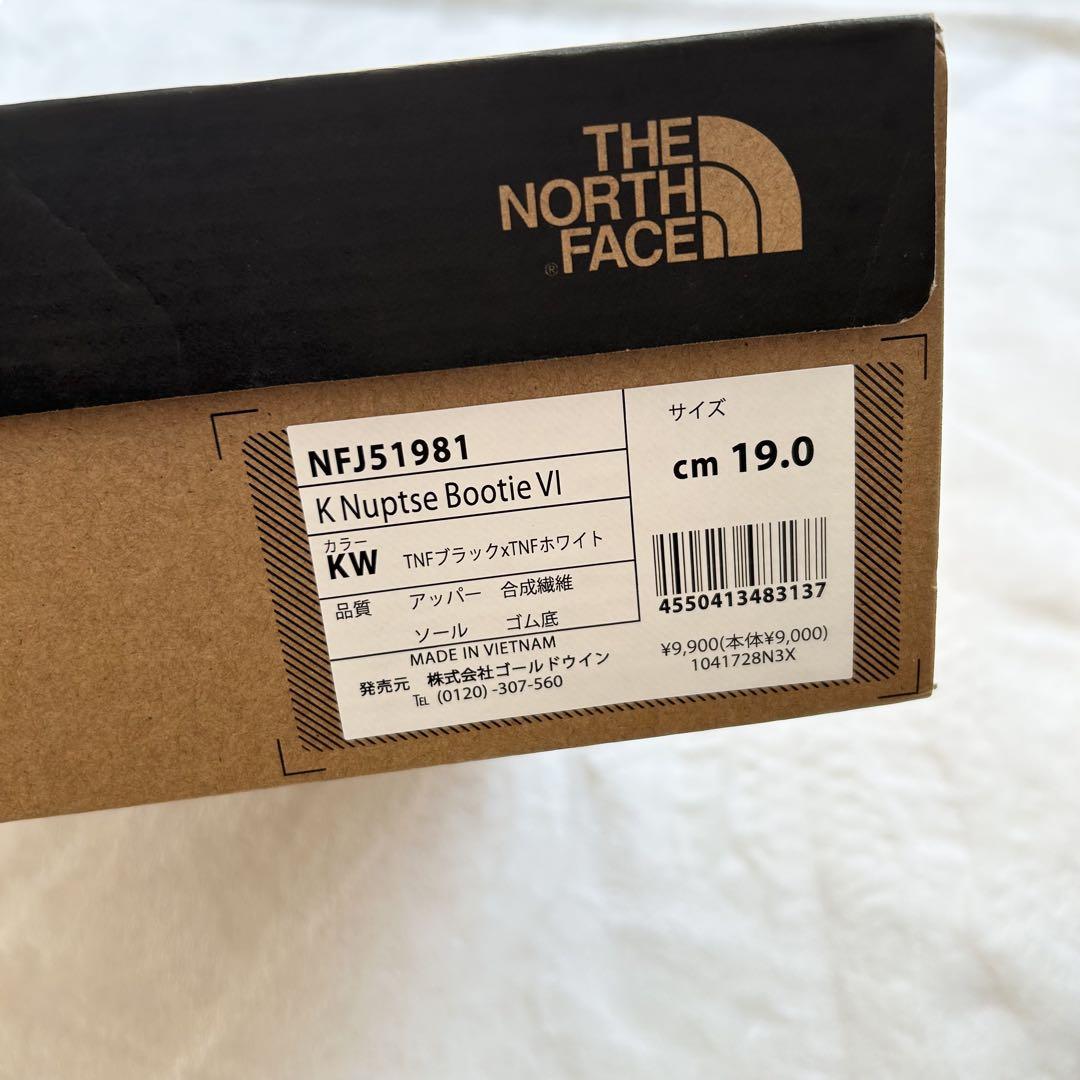 THE
NORTH
FACE
®
NFJ51981
K Nuptse Bootie VI
カラー
KW TNFブラックxTNFホワイト
品質 アッパー 合成繊維
ソール ゴム底
MADE IN VIETNAM
発売元 株式会社ゴールドウイン
TEL (0120) -307-560
サイズ
cm 19.0
4550413483137
¥9,900(本体¥9,000)
1041728N3X